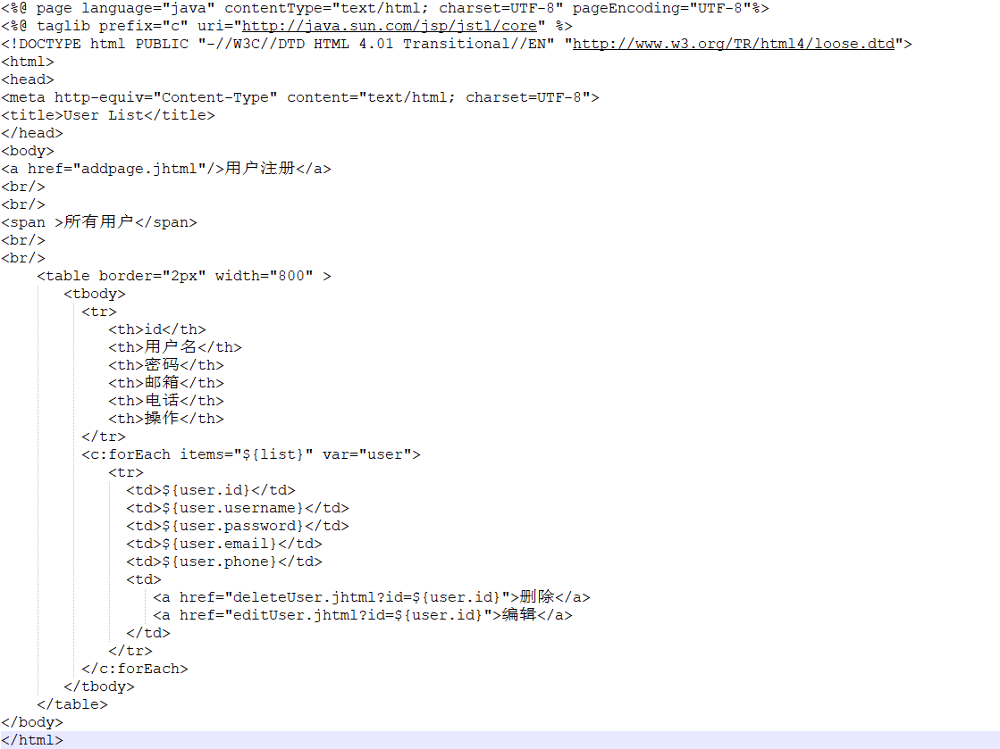 <%@ page language="java" contentType="text/html; charset=UTF-8" pageEncoding="UTF-8"%>
<%@ taglib prefix="c" uri="http://java.sun.com/jsp/jstl/core" %>
<!DOCTYPE html PUBLIC "-//W3C//DTD HTML 4.01 Transitional//EN" "http://www.w3.org/TR/html4/loose.dtd">
<html>
<head>
<meta http-equiv="Content-Type" content="text/html; charset=UTF-8">
<title>User List</title>
</head>
<body>
<a href="addpage.jhtml"/>用户注册</a>
<br/>
<br/>
<span >所有用户</span>
<br/>
<br/>
    <table border="2px" width="800" >
       <tbody>
         <tr>
            <th>id</th>
            <th>用户名</th>
            <th>密码</th>
            <th>邮箱</th>
            <th>电话</th>
            <th>操作</th>
         </tr>
         <c:forEach items="${list}" var="user">
            <tr>
              <td>${user.id}</td>
              <td>${user.username}</td>
              <td>${user.password}</td>
              <td>${user.email}</td>
              <td>${user.phone}</td>
              <td>
                 <a href="deleteUser.jhtml?id=${user.id}">删除</a>
                 <a href="editUser.jhtml?id=${user.id}">编辑</a>
              </td>
            </tr>
         </c:forEach>
       </tbody>
    </table>
</body>
</html>